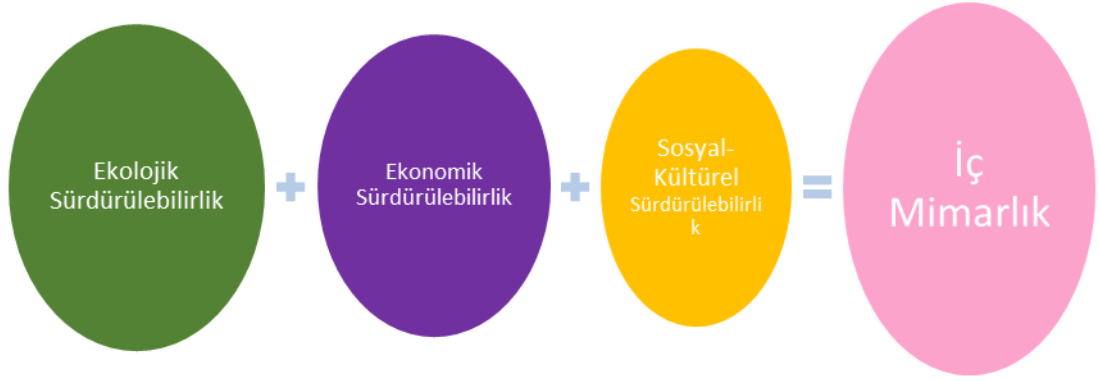 Ekolojik
Sürdürülebilirlik
+
Ekonomik
Sürdürülebilirlik
+
Sosyal-
Kültürel
Sürdürülebilirli
k
=
İç
Mimarlık